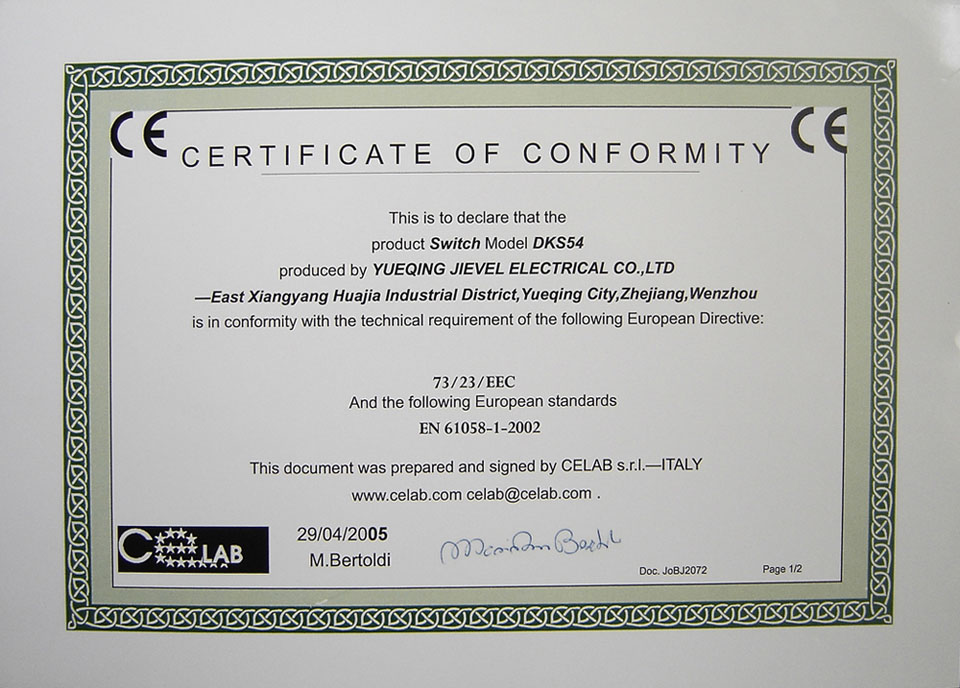 CE
CE
CERTIFICATE OF CONFORMITY
This is to declare that the
product Switch Model DKS54
produced by YUEQING JIEVEL ELECTRICAL CO.,LTD
—East Xiangyang Huajia Industrial District,Yueqing City,Zhejiang,Wenzhou
is in conformity with the technical requirement of the following European Directive:
73/23/EEC
And the following European standards
EN 61058-1-2002
This document was prepared and signed by CELAB s.r.l.—ITALY
www.celab.com celab@celab.com .
CELAB
29/04/2005
M.Bertoldi
Doc. JoBJ2072
Page 1/2